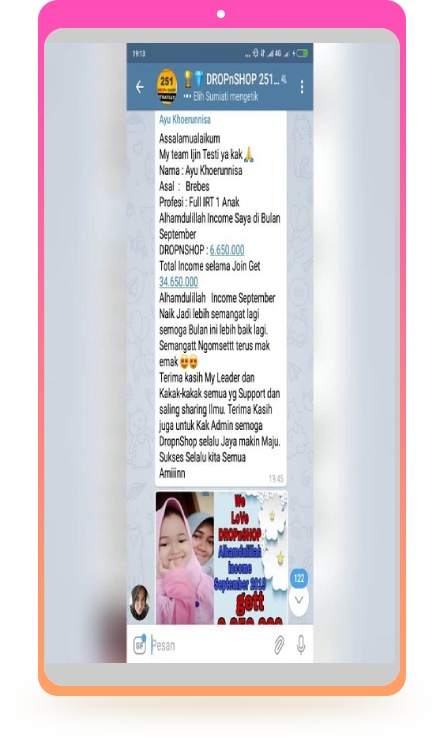 19:13
4G
251
DROPnSHOP 251...
Elih Sumiati mengetik
Ayu Khoerunnisa
Assalamualaikum
My team Ijin Testi ya kak 🙏
Nama : Ayu Khoerunnisa
Asal : Brebes
Profesi : Full IRT 1 Anak
Alhamdulillah Income Saya di Bulan
September
DROPNSHOP : 6.650.000
Total Income selama Join Get
34.650.000
Alhamdulillah Income September
Naik Jadi lebih semangat lagi
semoga Bulan ini lebih baik lagi.
Semangatt Ngomsettt terus mak
emak 😍😍
Terima kasih My Leader dan
Kakak-kakak semua yg Support dan
saling sharing Ilmu. Terima Kasih
juga untuk Kak Admin semoga
DropnShop selalu Jaya makin Maju.
Sukses Selalu kita Semua
Amiiinn
19:45
We
LoVe
DROPnSHOP
Alhamdulillah
income
September 2019
gett
122
GIF
Pesan